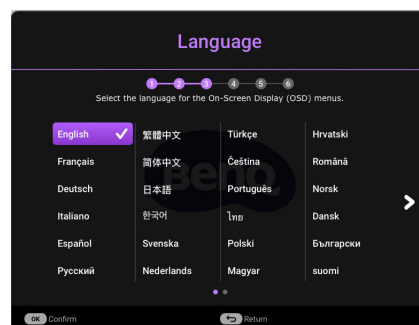 Language
1 2 3 4 5 6
Select the language for the On-Screen Display (OSD) menus.
English 繁體中文 Türkçe Hrvatski
Français 简体中文 Čeština Română
Deutsch 日本語 Português Norsk
Italiano 한국어 ไทย Dansk
Español Svenska Polski Български
Русский Nederlands Magyar suomi
BenQ
OK Confirm Return